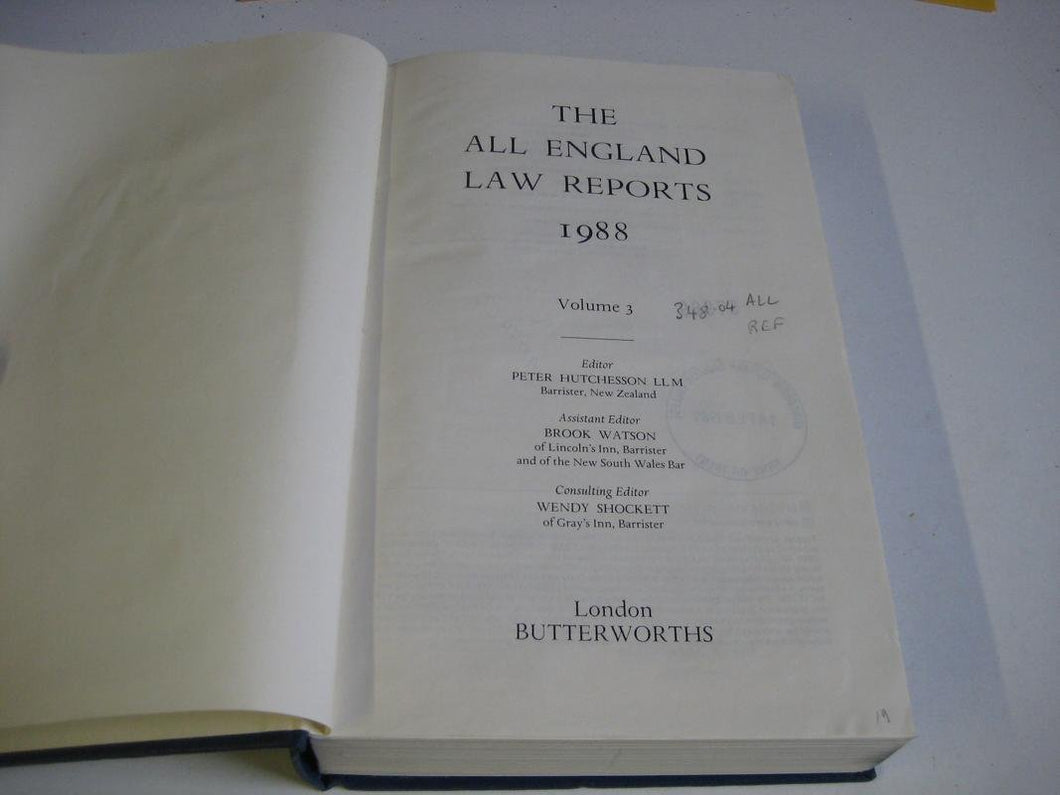 THE
ALL ENGLAND
LAW REPORTS
1988
Volume 3
348.04 ALL
REF
Editor
PETER HUTCHESSON LLM
Barrister, New Zealand
Assistant Editor
BROOK WATSON
of Lincoln's Inn, Barrister
and of the New South Wales Bar
Consulting Editor
WENDY SHOCKETT
of Gray's Inn, Barrister
London
BUTTERWORTHS
19